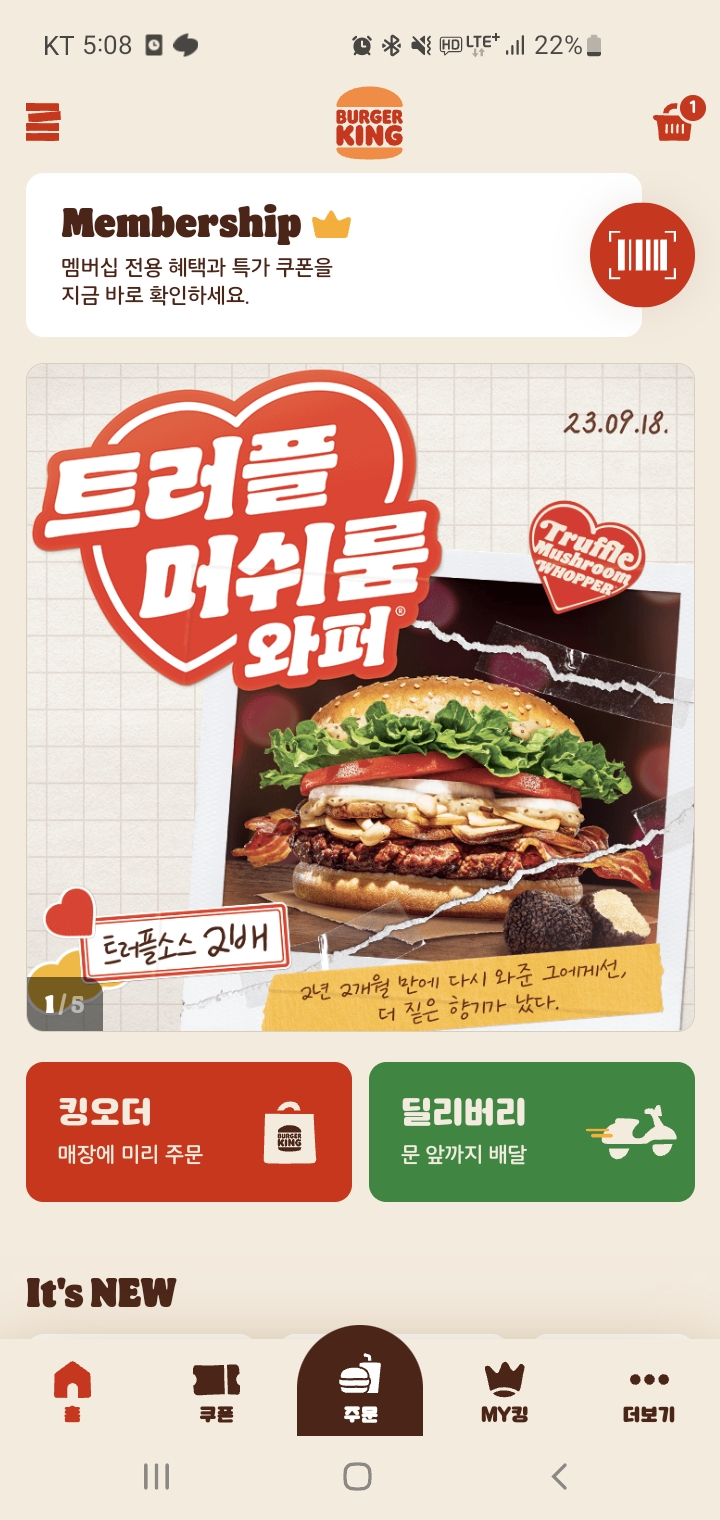 KT 5:08
HD LTE+ 22%
BURGER
KING
1
Membership
멤버십 전용 혜택과 특가 쿠폰을
지금 바로 확인하세요.
23.09.18.
트러플
머쉬룸
와퍼®
Truffle
Mushroom
WHOPPER
트러플소스 2배
2년 2개월 만에 다시 와준 그에게선,
더 짙은 향기가 났다.
1/5
킹오더
매장에 미리 주문
BURGER
KING
딜리버리
문 앞까지 배달
It's NEW
홈
쿠폰
주문
MY킹
더보기